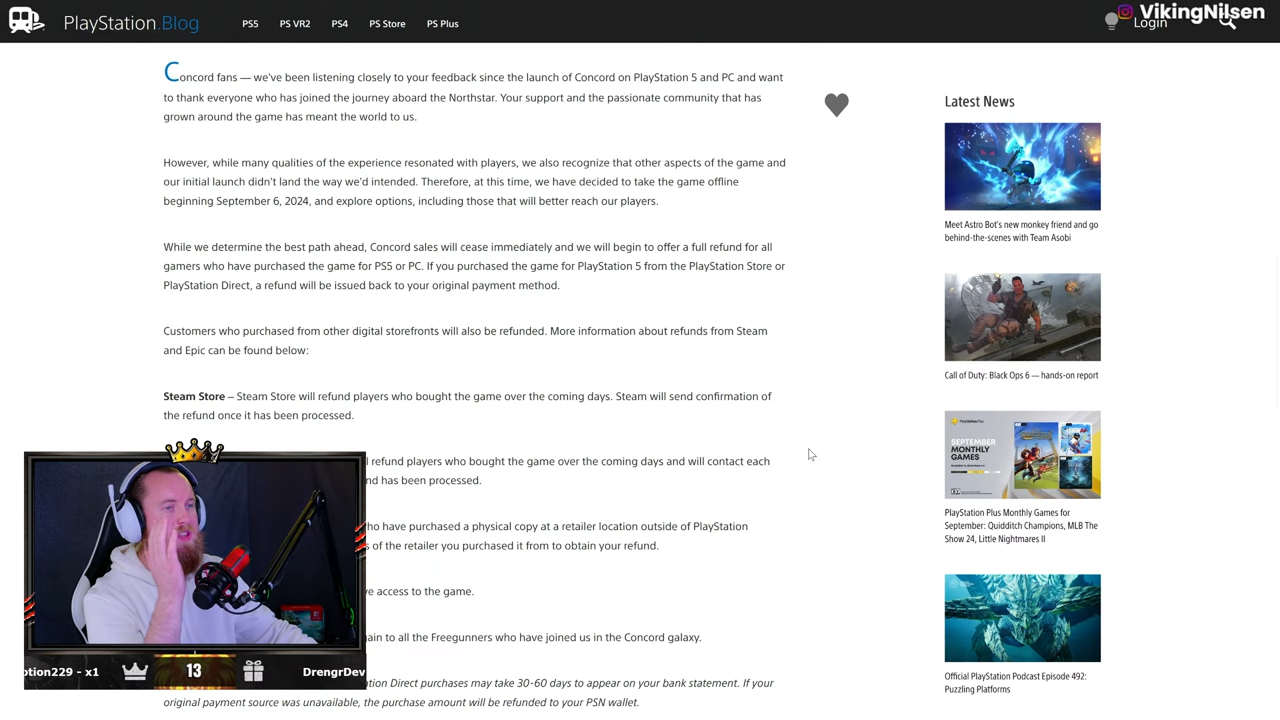 PlayStation.Blog
PS5
PS VR2
PS4
PS Store
PS Plus
Login
VikingNilsen
Concord fans — we've been listening closely to your feedback since the launch of Concord on PlayStation 5 and PC and want
to thank everyone who has joined the journey aboard the Northstar. Your support and the passionate community that has
grown around the game has meant the world to us.
However, while many qualities of the experience resonated with players, we also recognize that other aspects of the game and
our initial launch didn't land the way we'd intended. Therefore, at this time, we have decided to take the game offline
beginning September 6, 2024, and explore options, including those that will better reach our players.
While we determine the best path ahead, Concord sales will cease immediately and we will begin to offer a full refund for all
gamers who have purchased the game for PS5 or PC. If you purchased the game for PlayStation 5 from the PlayStation Store or
PlayStation Direct, a refund will be issued back to your original payment method.
Customers who purchased from other digital storefronts will also be refunded. More information about refunds from Steam
and Epic can be found below:
Steam Store – Steam Store will refund players who bought the game over the coming days. Steam will send confirmation of
the refund once it has been processed.
refund players who bought the game over the coming days and will contact each
nd has been processed.
ho have purchased a physical copy at a retailer location outside of PlayStation
s of the retailer you purchased it from to obtain your refund.
ve access to the game.
ain to all the Freegunners who have joined us in the Concord galaxy.
tion Direct purchases may take 30-60 days to appear on your bank statement. If your
original payment source was unavailable, the purchase amount will be refunded to your PSN wallet.
otion229 - x1
13
DrengrDev
Latest News
Meet Astro Bot's new monkey friend and go
behind-the-scenes with Team Asobi
Call of Duty: Black Ops 6 — hands-on report
PlayStation Plus
SEPTEMBER
MONTHLY
GAMES
PlayStation Plus Monthly Games for
September: Quidditch Champions, MLB The
Show 24, Little Nightmares II
Official PlayStation Podcast Episode 492:
Puzzling Platforms